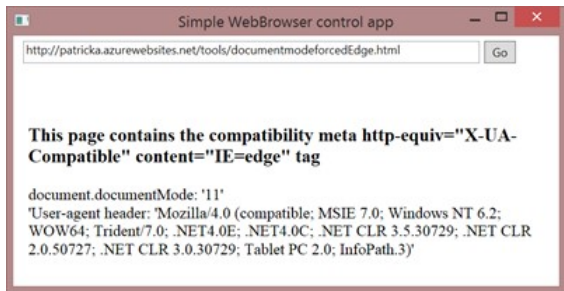 Simple WebBrowser control app
http://patricka.azurewebsites.net/tools/documentmodeforcedEdge.html Go
This page contains the compatibility meta http-equiv="X-UA-
Compatible" content="IE=edge" tag
document.documentMode: '11'
'User-agent header: 'Mozilla/4.0 (compatible; MSIE 7.0; Windows NT 6.2;
WOW64; Trident/7.0; .NET4.0E; .NET4.0C; .NET CLR 3.5.30729; .NET CLR
2.0.50727; .NET CLR 3.0.30729; Tablet PC 2.0; InfoPath.3)'